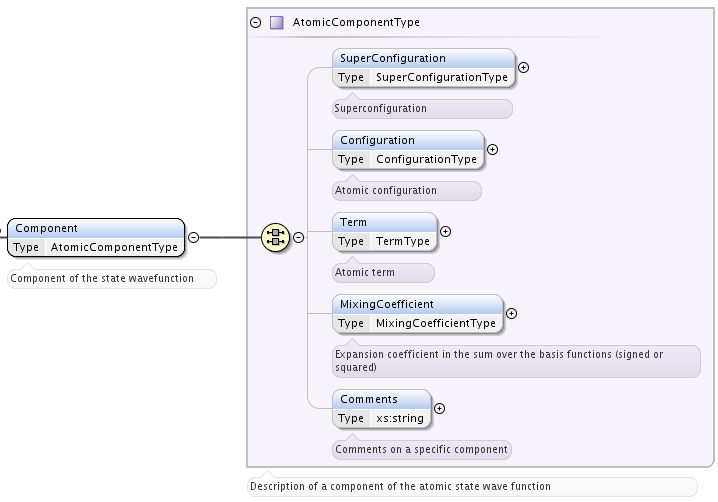 AtomicComponentType
SuperConfiguration
Type SuperConfigurationType
Superconfiguration
Configuration
Type ConfigurationType
Atomic configuration
Component
Type AtomicComponentType
Component of the state wavefunction
Term
Type TermType
Atomic term
MixingCoefficient
Type MixingCoefficientType
Expansion coefficient in the sum over the basis functions (signed or
squared)
Comments
Type xs:string
Comments on a specific component
Description of a component of the atomic state wave function